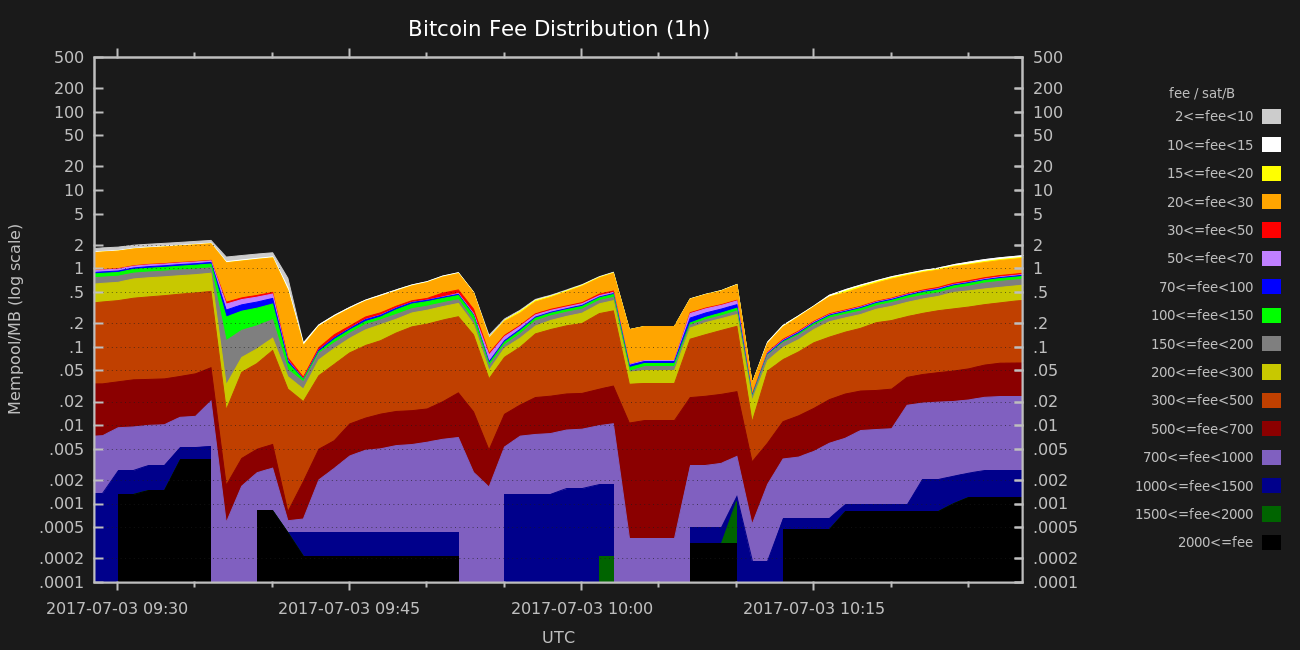 Bitcoin Fee Distribution (1h)
500 500
200 200
100 100
50 50
20 20
10 10
5 5
2 2
1 1
.5 .5
.2 .2
.1 .1
.05 .05
.02 .02
.01 .01
.005 .005
.002 .002
.001 .001
.0005 .0005
.0002 .0002
.0001 .0001
Mempool/MB (log scale)
2017-07-03 09:30 2017-07-03 09:45 2017-07-03 10:00 2017-07-03 10:15
UTC
fee / sat/B
2<=fee<10
10<=fee<15
15<=fee<20
20<=fee<30
30<=fee<50
50<=fee<70
70<=fee<100
100<=fee<150
150<=fee<200
200<=fee<300
300<=fee<500
500<=fee<700
700<=fee<1000
1000<=fee<1500
1500<=fee<2000
2000<=fee